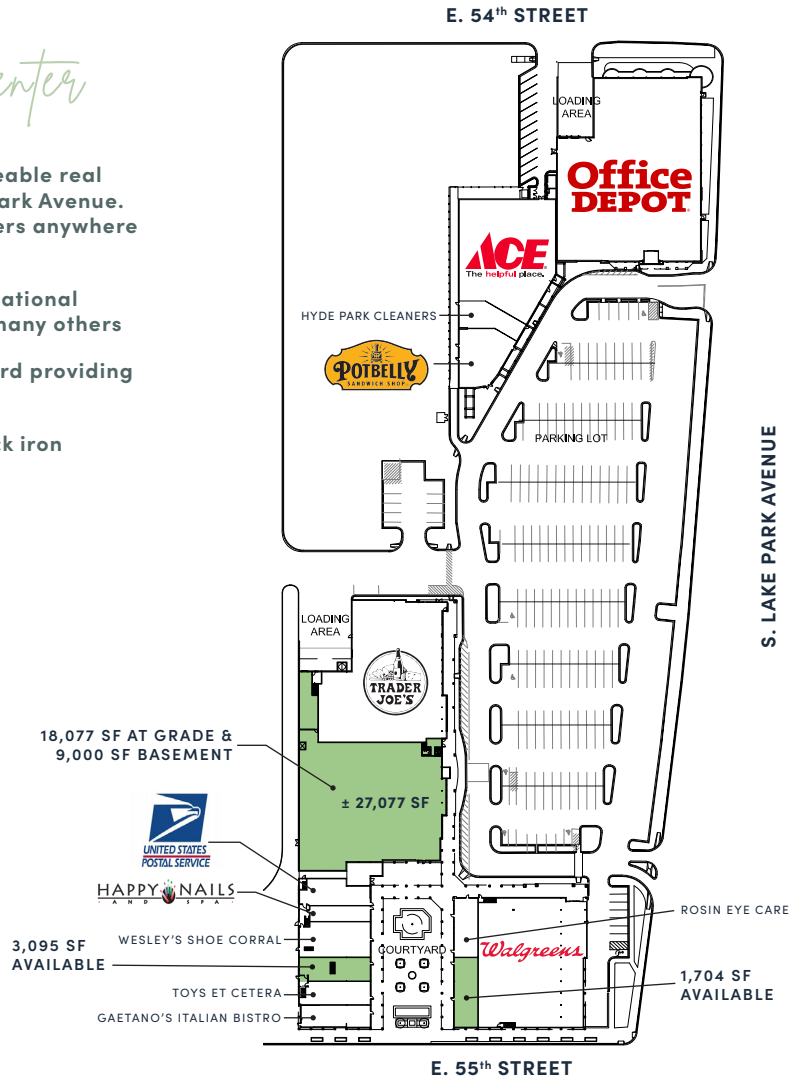 E. 54th STREET
enter
eable real
ark Avenue.
ers anywhere
ational
many others
rd providing
ck iron
LOADING
AREA
Office
DEPOT
ACE
The helpful place.
HYDE PARK CLEANERS
POTBELLY
SANDWICH SHOP
PARKING LOT
S. LAKE PARK AVENUE
LOADING
AREA
TRADER
JOE'S
18,077 SF AT GRADE &
9,000 SF BASEMENT
± 27,077 SF
UNITED STATES
POSTAL SERVICE
HAPPY NAILS
AND SPA
ROSIN EYE CARE
WESLEY'S SHOE CORRAL
COURTYARD
Walgreens
3,095 SF
AVAILABLE
1,704 SF
AVAILABLE
TOYS ET CETERA
GAETANO'S ITALIAN BISTRO
E. 55th STREET